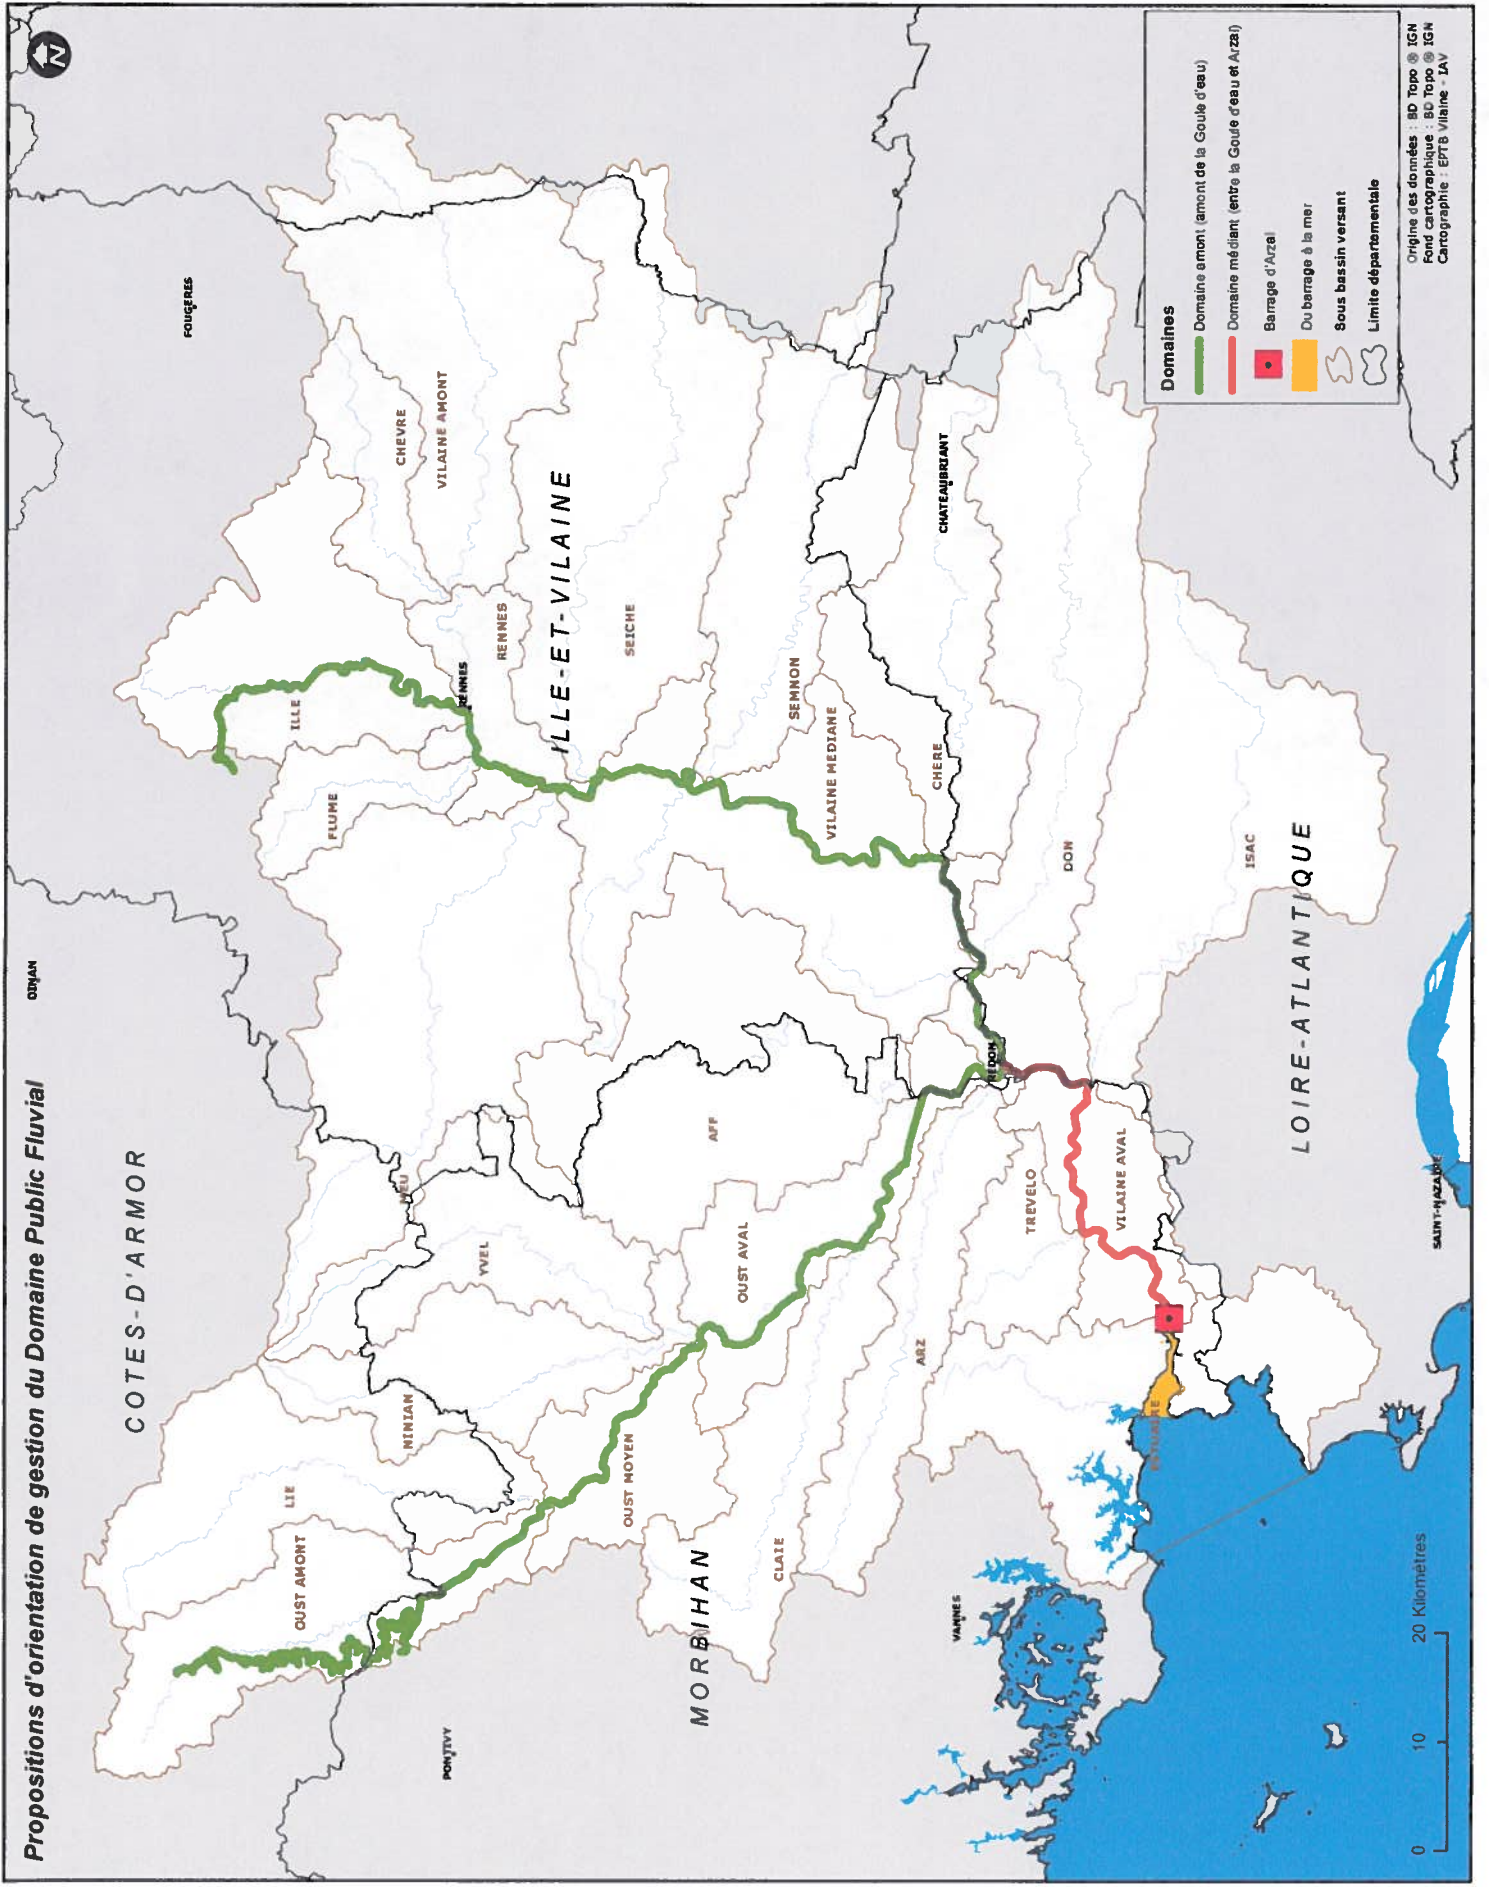 Propositions d'orientation de gestion du Domaine Public Fluvial
N
COTES-D'ARMOR
DINAN
FOUGERES
LIE
OUST AMONT
NINIAN
MEU
YVEL
FLUME
ILLE
RENNES
CHEVRE
VILAINE AMONT
RENNES
ILLE-ET-VILAINE
SEICHE
PONTIVY
OUST MOYEN
MORBIHAN
CLAIE
OUST AVAL
AFF
SEMNON
VILAINE MEDIANE
CHERE
CHATEAUBRIANT
VANNES
ARZ
REDON
TREVELO
VILAINE AVAL
ESTUAIRE
DON
ISAC
LOIRE-ATLANTIQUE
SAINT-NAZAIRE
0 10 20 Kilomètres
Domaines
Domaine amont (amont de la Goule d'eau)
Domaine médiant (entre la Goule d'eau et Arzal)
Barrage d'Arzal
Du barrage à la mer
Sous bassin versant
Limite départementale
Origine des données : BD Topo ® IGN
Fond cartographique : BD Topo ® IGN
Cartographie : EPTB Vilaine - IAV